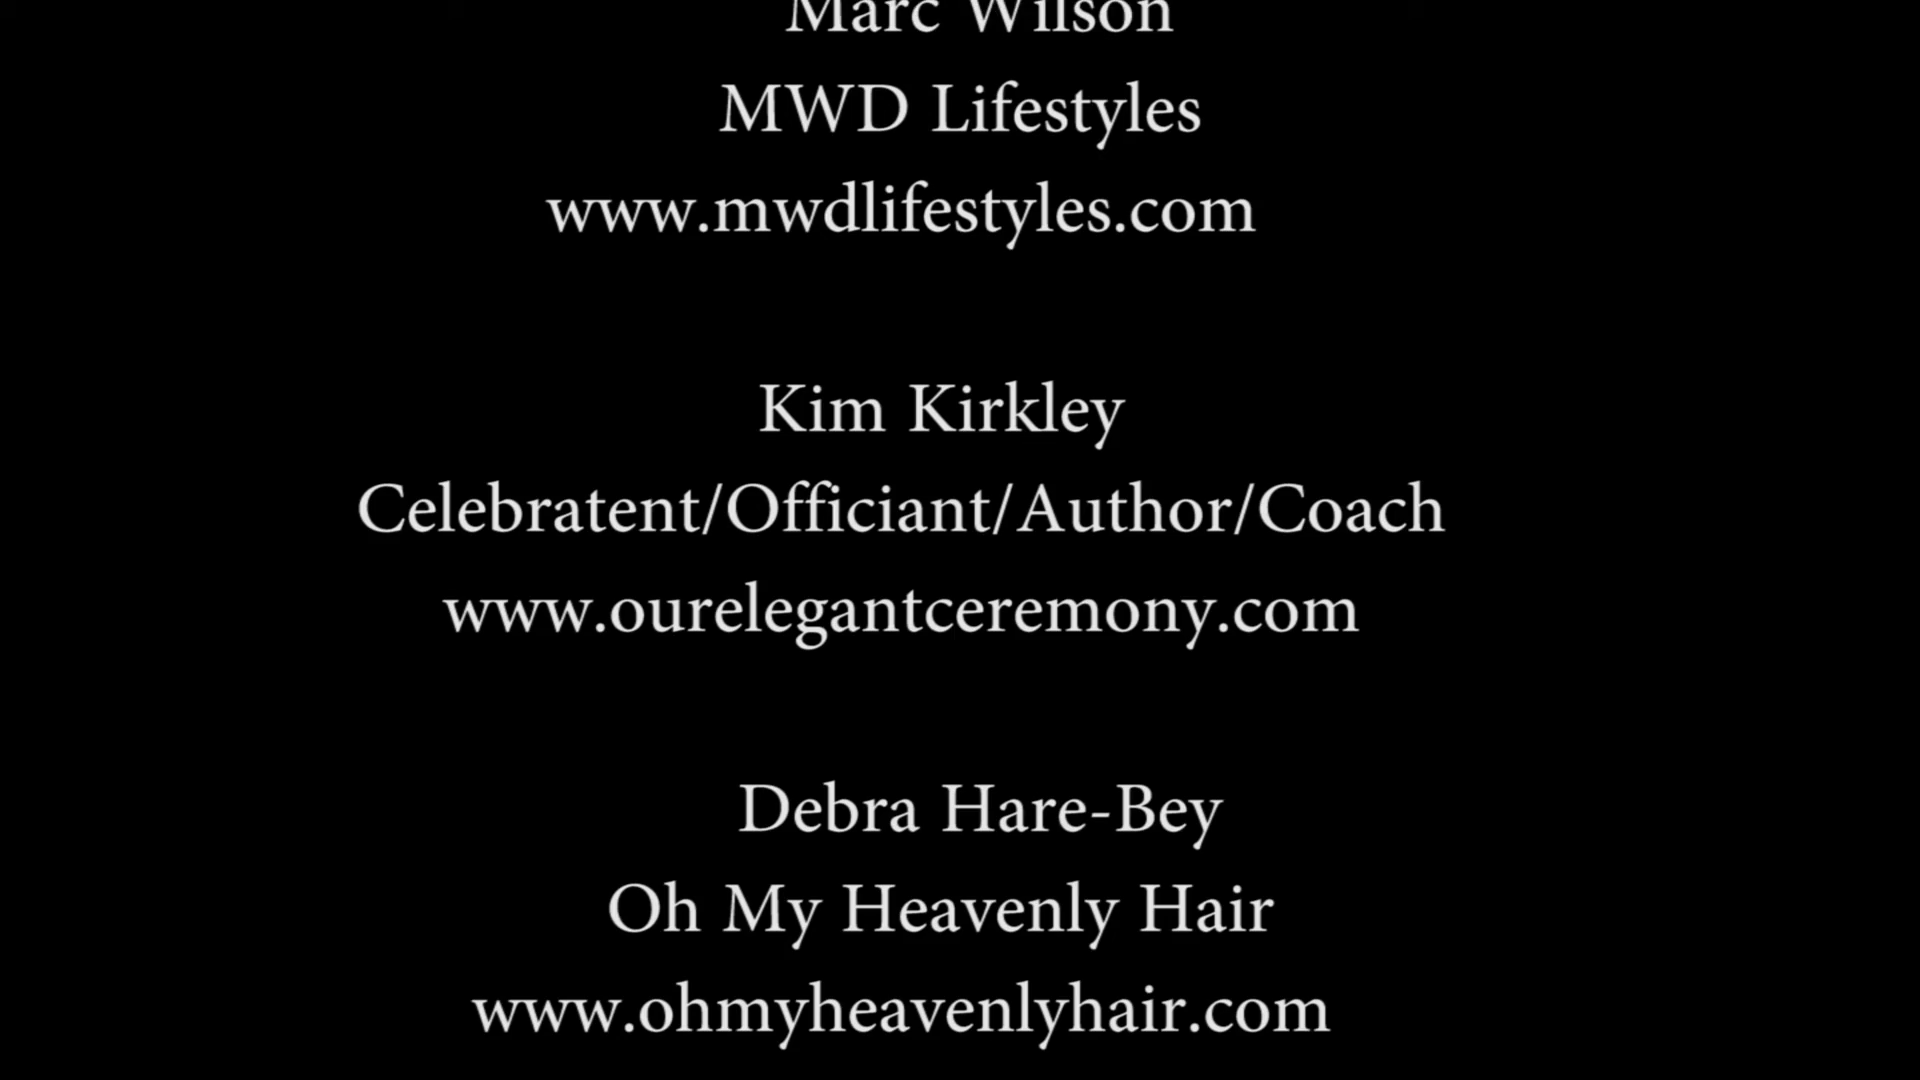 Marc Wilson
MWD Lifestyles
www.mwdlifestyles.com
Kim Kirkley
Celebratent/Officiant/Author/Coach
www.ourelegantceremony.com
Debra Hare-Bey
Oh My Heavenly Hair
www.ohmyheavenlyhair.com